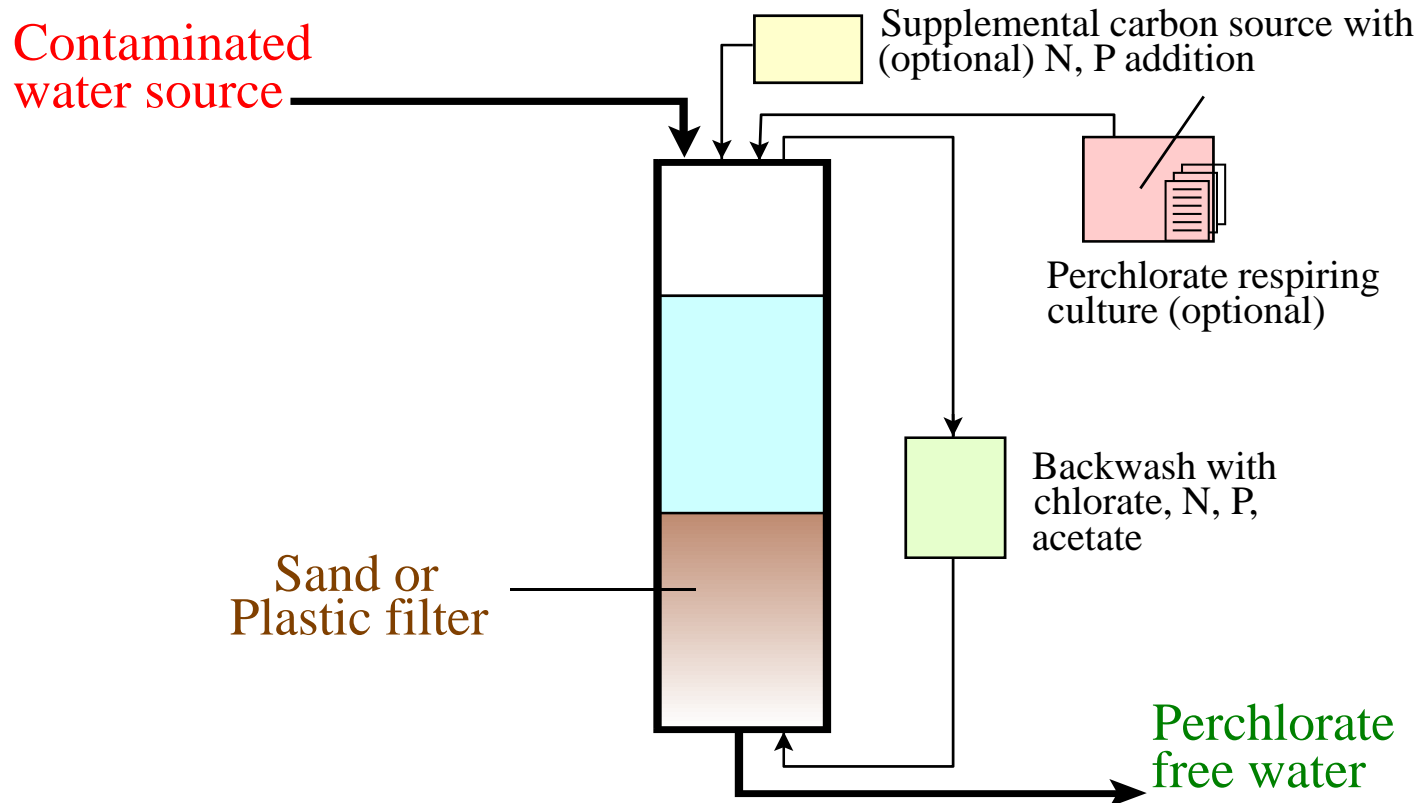 Contaminated
water source
Supplemental carbon source with
(optional) N, P addition
Perchlorate respiring
culture (optional)
Backwash with
chlorate, N, P,
acetate
Sand or
Plastic filter
Perchlorate
free water